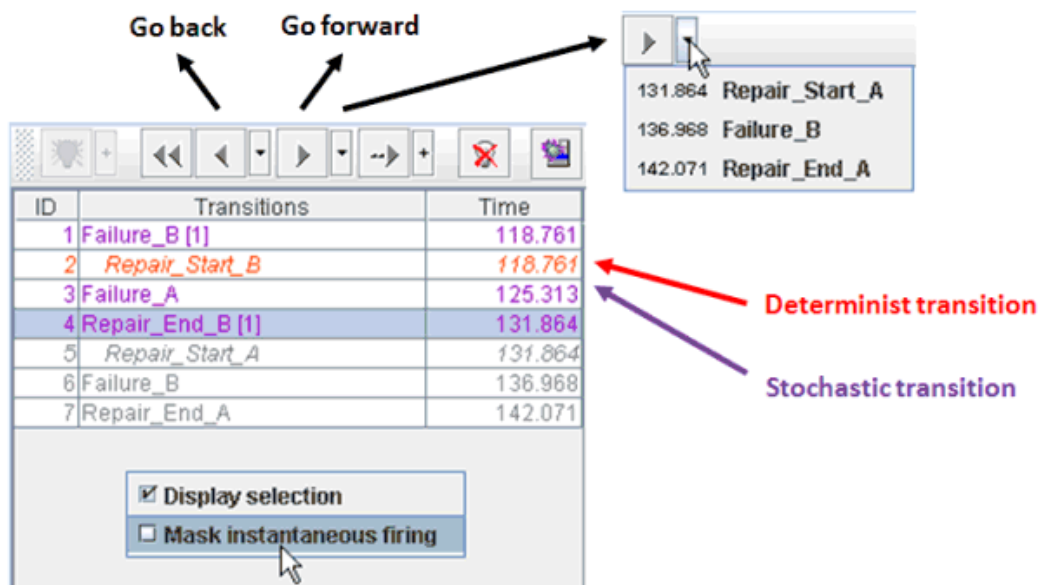 Go back
Go forward
131.864 Repair_Start_A
136.968 Failure_B
142.071 Repair_End_A
ID Transitions Time
1 Failure_B [1] 118.761
2 Repair_Start_B 118.761
3 Failure_A 125.313
4 Repair_End_B [1] 131.864
5 Repair_Start_A 131.864
6 Failure_B 136.968
7 Repair_End_A 142.071
Determinist transition
Stochastic transition
Display selection
Mask instantaneous firing